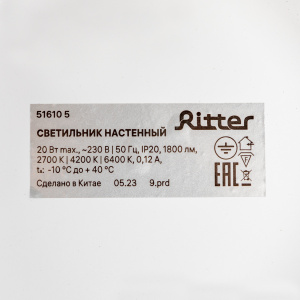 51610 5
Ritter
СВЕТИЛЬНИК НАСТЕННЫЙ
20 Вт max., ~230 В | 50 Гц, IP20, 1800 лм,
2700 К | 4200 К | 6400 К, 0,12 А,
tₐ: -10 °С до + 40 °С
Сделано в Китае 05.23 9.prd
F
EAC